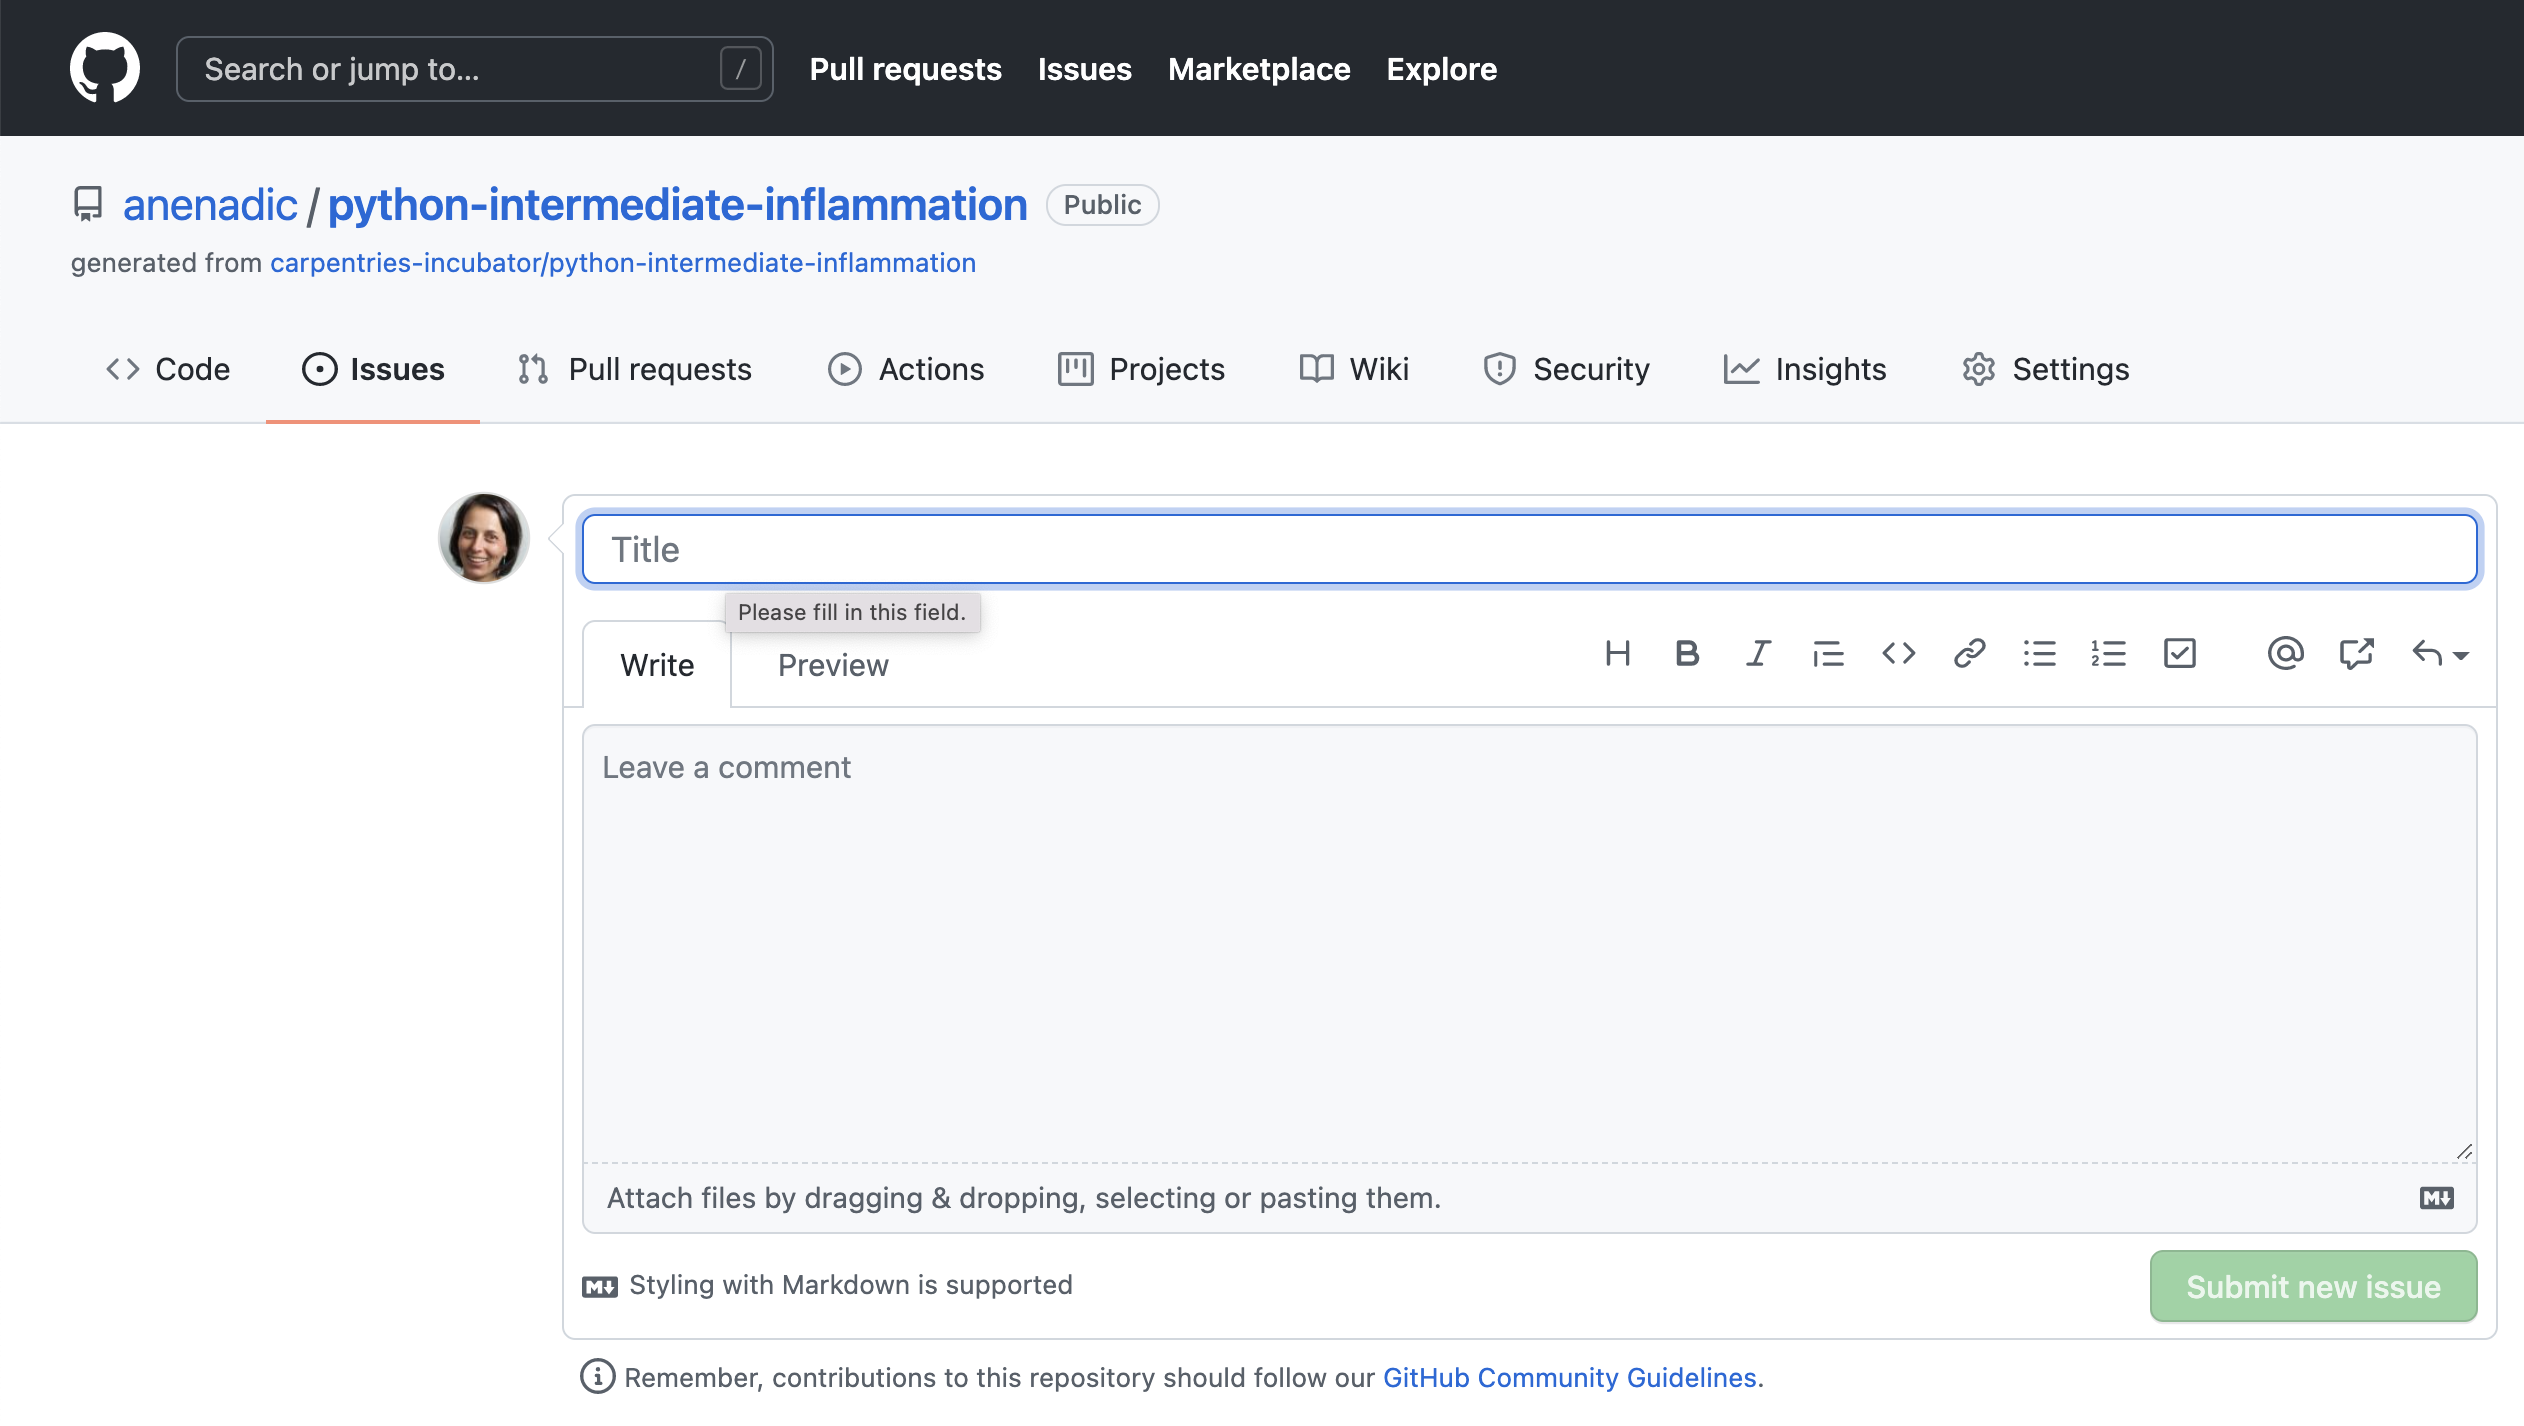 Search or jump to... /
Pull requests Issues Marketplace Explore
anenadic / python-intermediate-inflammation Public
generated from carpentries-incubator/python-intermediate-inflammation
Code Issues Pull requests Actions Projects Wiki Security Insights Settings
Title
Please fill in this field.
Write Preview
Leave a comment
Attach files by dragging & dropping, selecting or pasting them.
Styling with Markdown is supported
Submit new issue
Remember, contributions to this repository should follow our GitHub Community Guidelines.